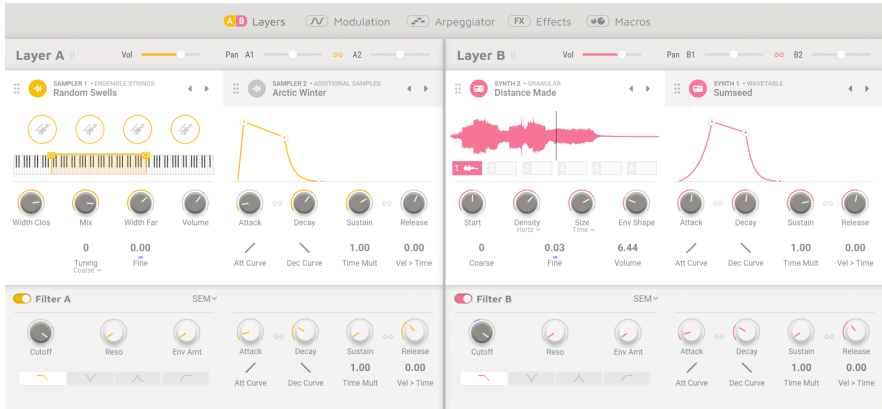 A B Layers Modulation Arpeggiator FX Effects Macros
Layer A Vol Pan A1 A2 Layer B Vol Pan B1 B2
SAMPLER 1 • ENSEMBLE STRINGS SAMPLER 2 • ADDITIONAL SAMPLES SYNTH 2 • GRANULAR SYNTH 1 • WAVETABLE
Random Swells Arctic Winter Distance Made Sumseed
1 2 3 4 5 6
Width Clos Mix Width Far Volume Attack Decay Sustain Release Start Density Size Env Shape Attack Decay Sustain Release
Hertz Time
0 0.00 1.00 0.00 0 0.03 6.44 1.00 0.00
Tuning Fine Att Curve Dec Curve Time Mult Vel > Time Coarse Fine Volume Att Curve Dec Curve Time Mult Vel > Time
Coarse
Filter A SEM Filter B SEM
Cutoff Reso Env Amt Attack Decay Sustain Release Cutoff Reso Env Amt Attack Decay Sustain Release
1.00 0.00 1.00 0.00
Att Curve Dec Curve Time Mult Vel > Time Att Curve Dec Curve Time Mult Vel > Time